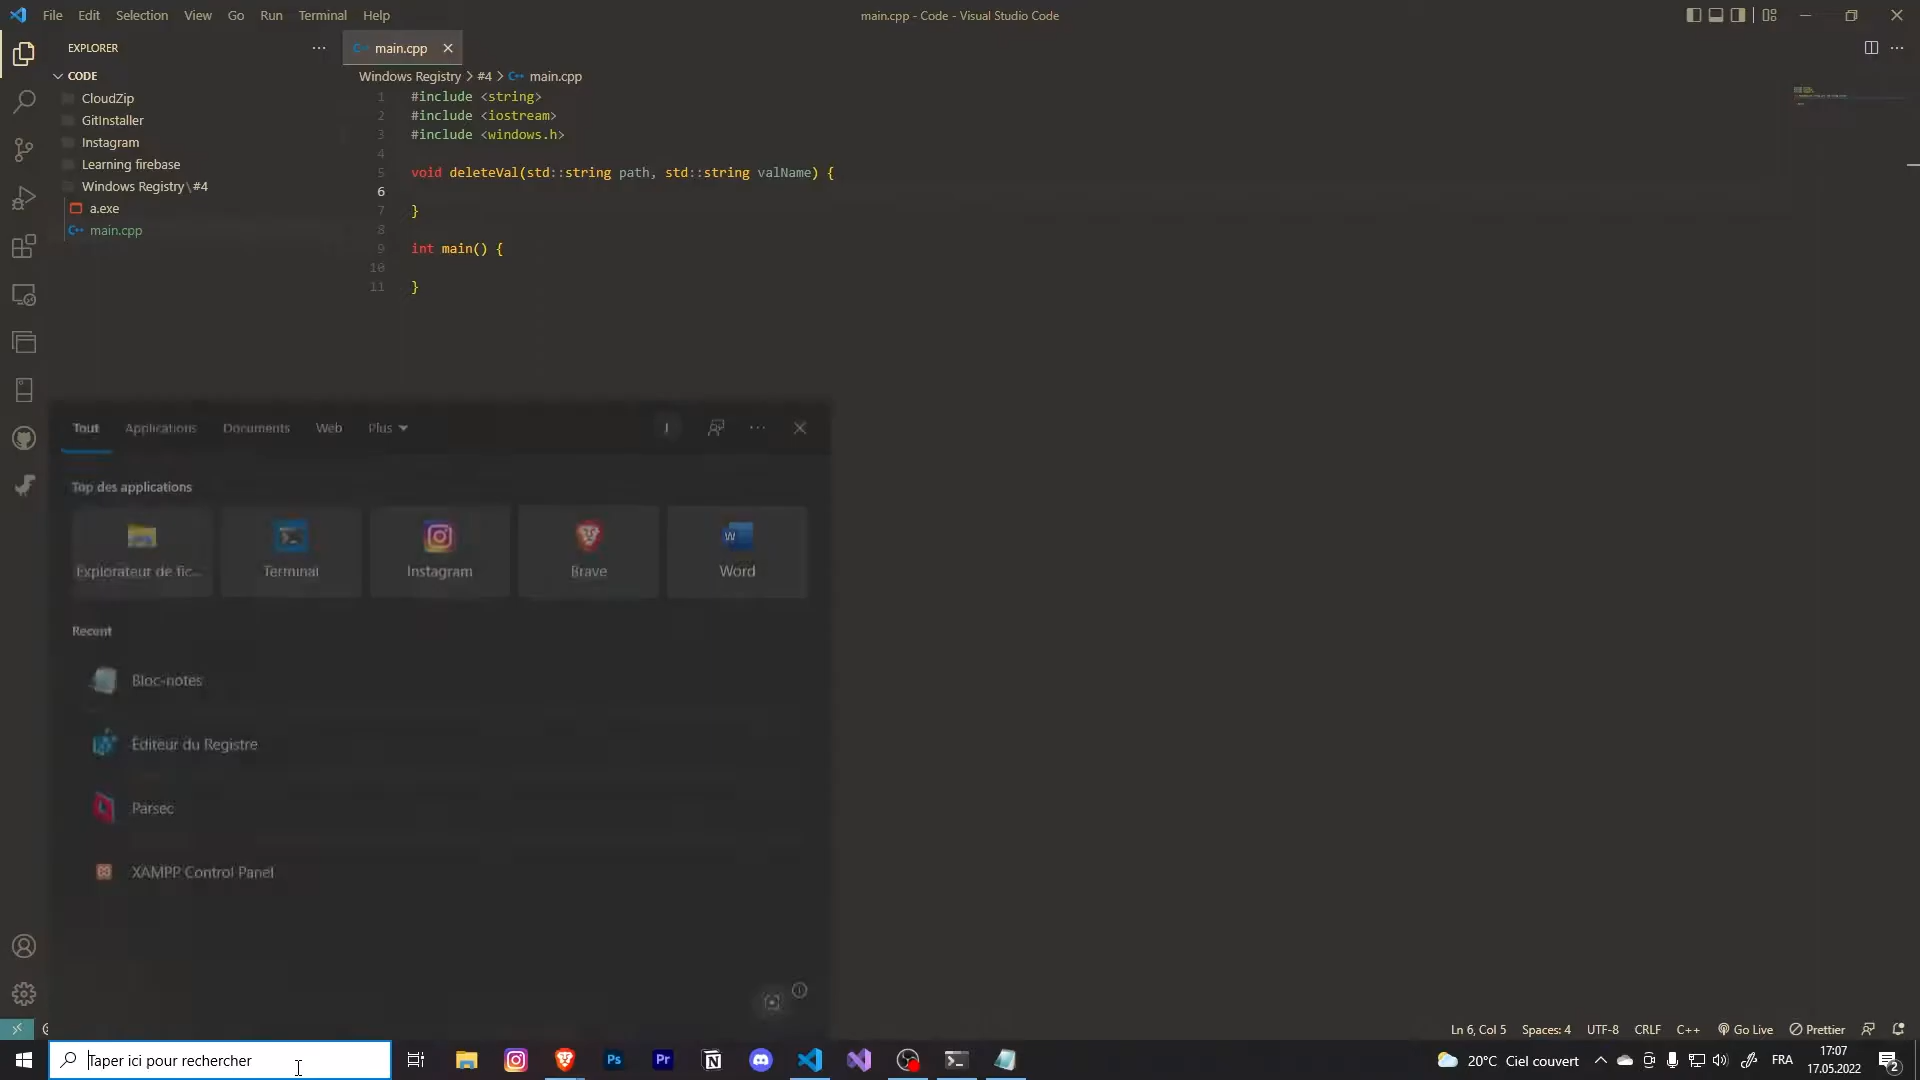 File Edit Selection View Go Run Terminal Help
main.cpp - Code - Visual Studio Code
EXPLORER
CODE
CloudZip
GitInstaller
Instagram
Learning firebase
Windows Registry\#4
a.exe
main.cpp
main.cpp
Windows Registry > #4 > main.cpp
1 #include <string>
2 #include <iostream>
3 #include <windows.h>
4
5 void deleteVal(std::string path, std::string valName) {
6
7 }
8
9 int main() {
10
11 }
Tout Applications Documents Web Plus
J
Top des applications
Explorateur de fic... Terminal Instagram Brave Word
Recent
Bloc-notes
Éditeur du Registre
Parsec
XAMPP Control Panel
Ln 6, Col 5 Spaces: 4 UTF-8 CRLF C++ Go Live Prettier
Taper ici pour rechercher
Ps Pr
20°C Ciel couvert
FRA
17:07
17.05.2022
2